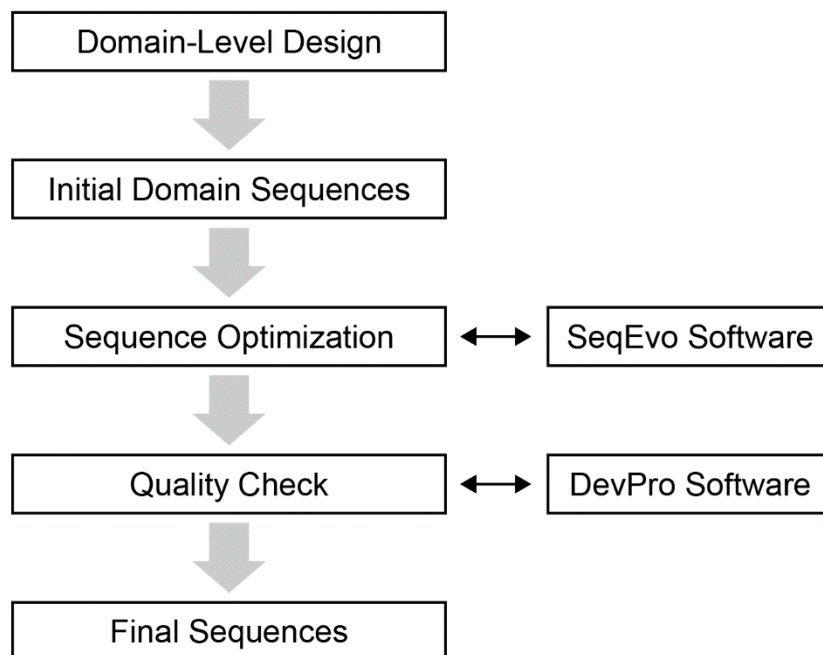 Domain-Level Design
Initial Domain Sequences
Sequence Optimization
SeqEvo Software
Quality Check
DevPro Software
Final Sequences